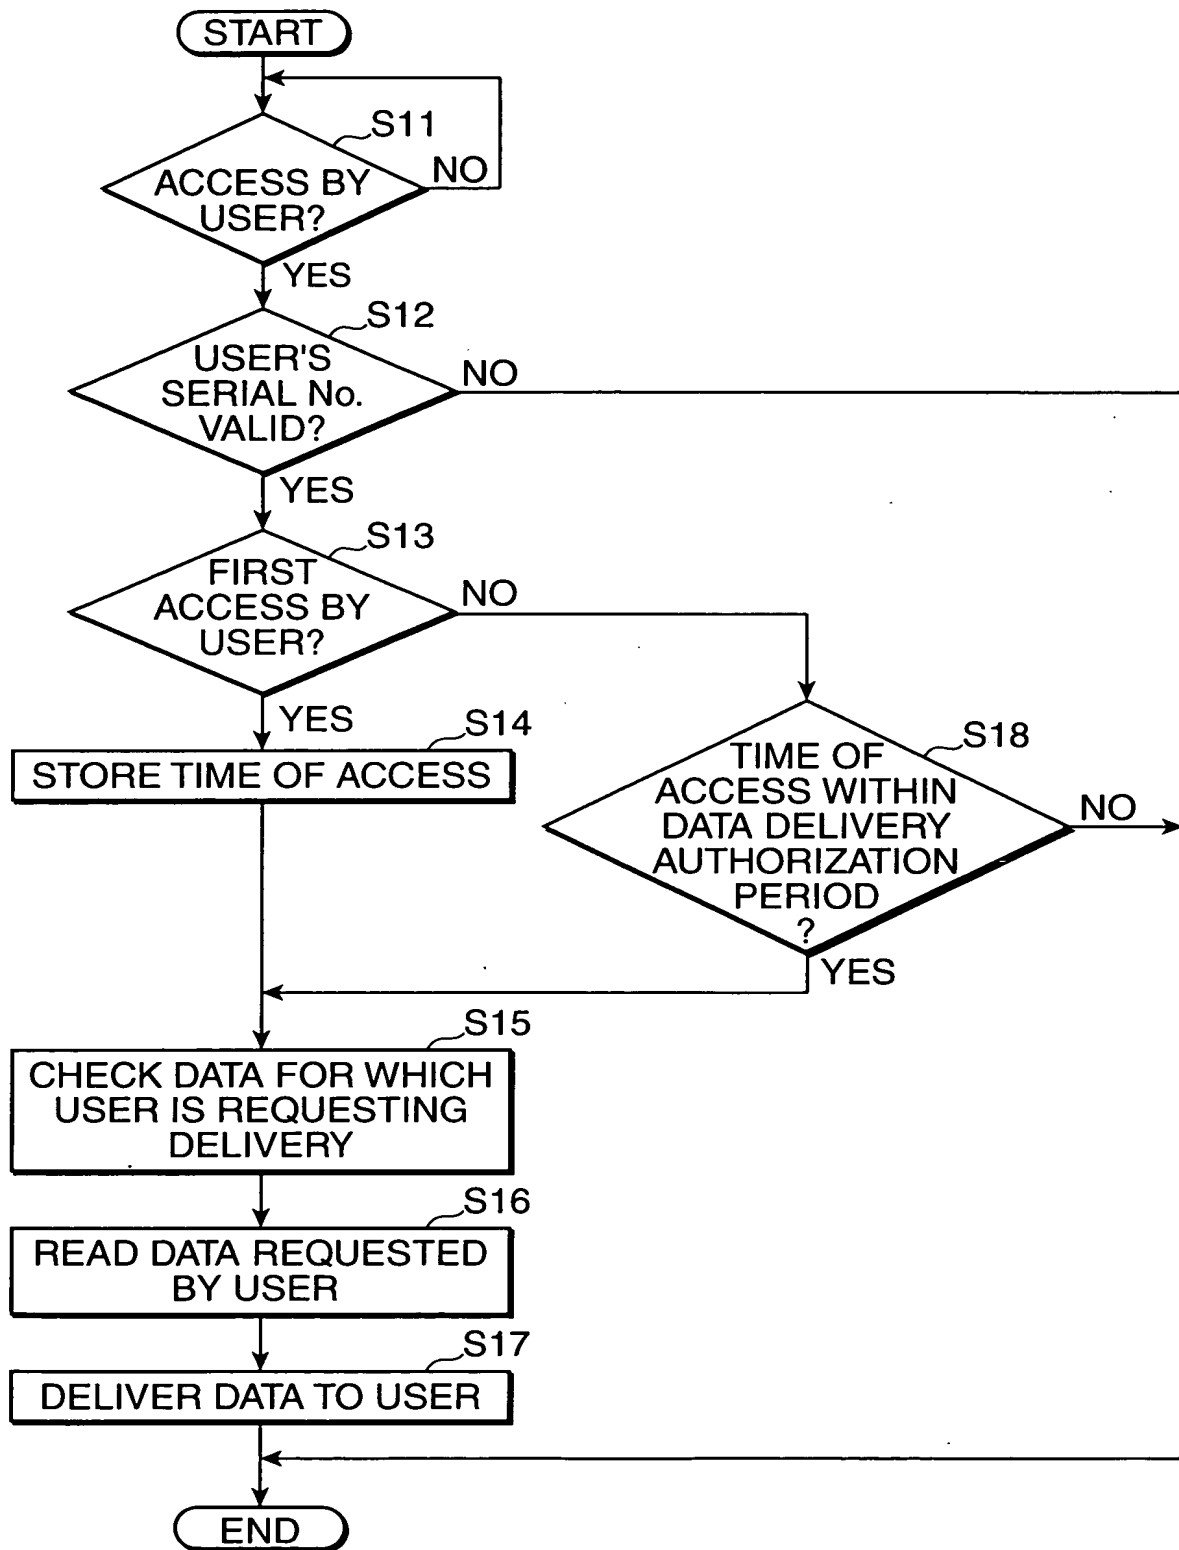 START
S11
ACCESS BY
USER?
NO
YES
S12
USER'S
SERIAL No.
VALID?
NO
YES
S13
FIRST
ACCESS BY
USER?
NO
YES
S14
STORE TIME OF ACCESS
S18
TIME OF
ACCESS WITHIN
DATA DELIVERY
AUTHORIZATION
PERIOD
?
NO
YES
S15
CHECK DATA FOR WHICH
USER IS REQUESTING
DELIVERY
S16
READ DATA REQUESTED
BY USER
S17
DELIVER DATA TO USER
END